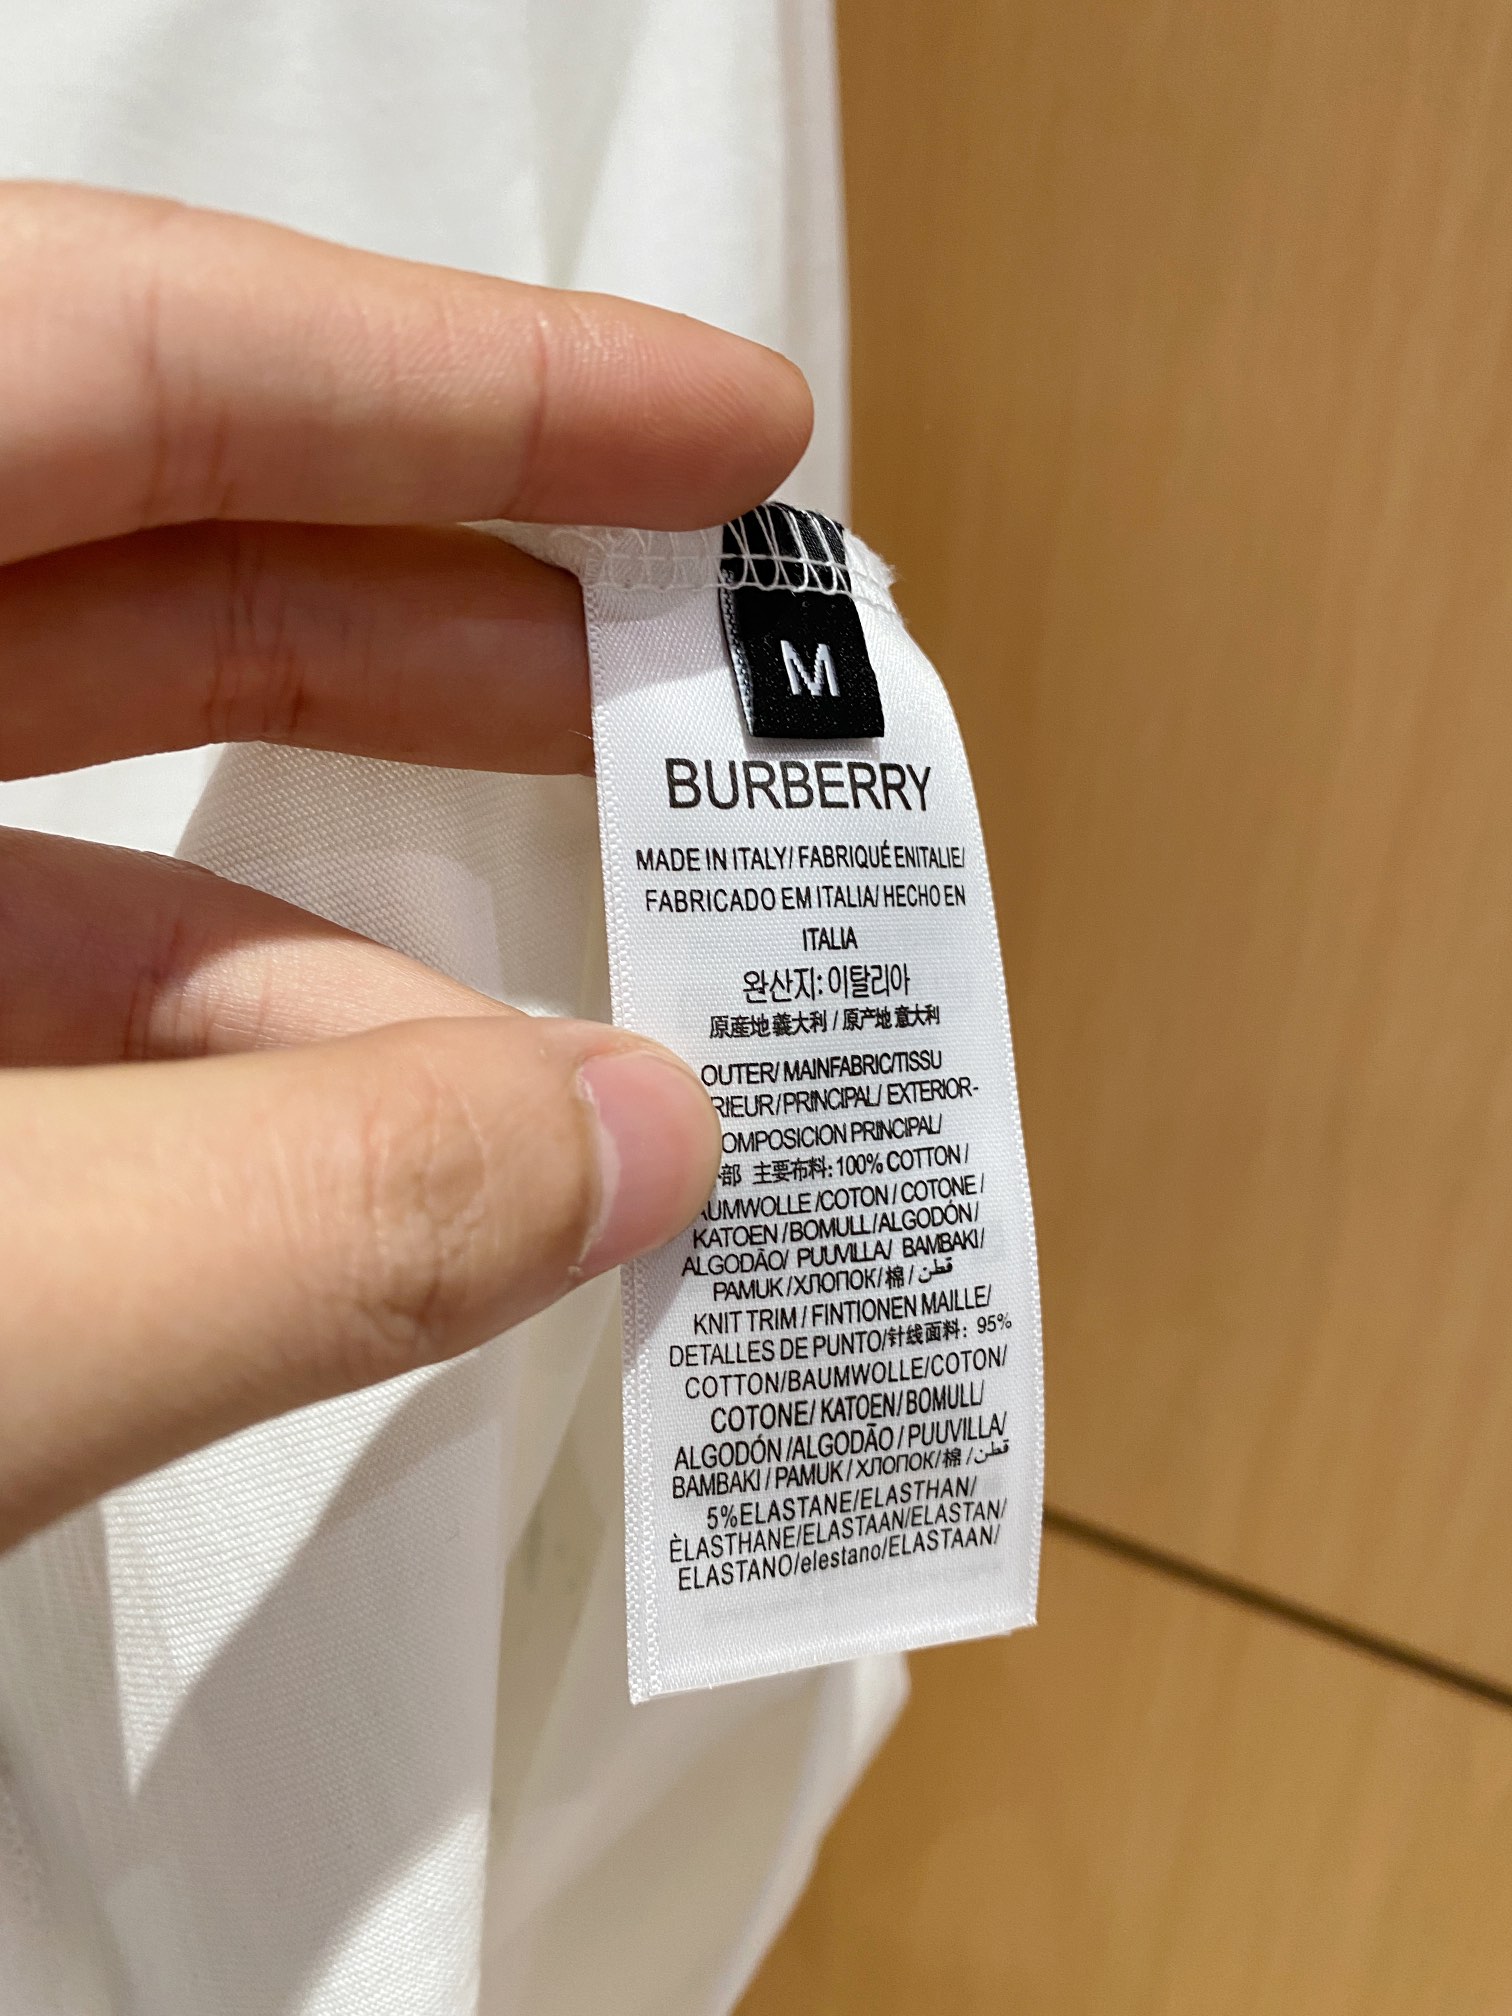 M
BURBERRY
MADE IN ITALY/ FABRIQUÉ ENITALIE/
FABRICADO EM ITALIA/ HECHO EN
ITALIA
완산지: 이탈리아
原産地義大利 / 原产地意大利
OUTER/ MAINFABRIC/TISSU
RIEUR/PRINCIPAL/ EXTERIOR-
OMPOSICION PRINCIPAL/
部 主要布料: 100% COTTON /
AUMWOLLE /COTON / COTONE /
KATOEN /BOMULL/ALGODÓN/
ALGODÃO/ PUUVILLA/ BAMBAKI/
PAMUK /ХЛОПОК/棉/ قطن
KNIT TRIM / FINTIONEN MAILLE/
DETALLES DE PUNTO/针线面料: 95%
COTTON/BAUMWOLLE/COTON/
COTONE/ KATOEN/BOMULL/
ALGODÓN /ALGODÃO / PUUVILLA/
BAMBAKI / PAMUK / ХЛОПОК/棉 /قطن
5%ELASTANE/ELASTHAN/
ÈLASTHANE/ELASTAAN/ELASTAN/
ELASTANO/elestano/ELASTAAN/